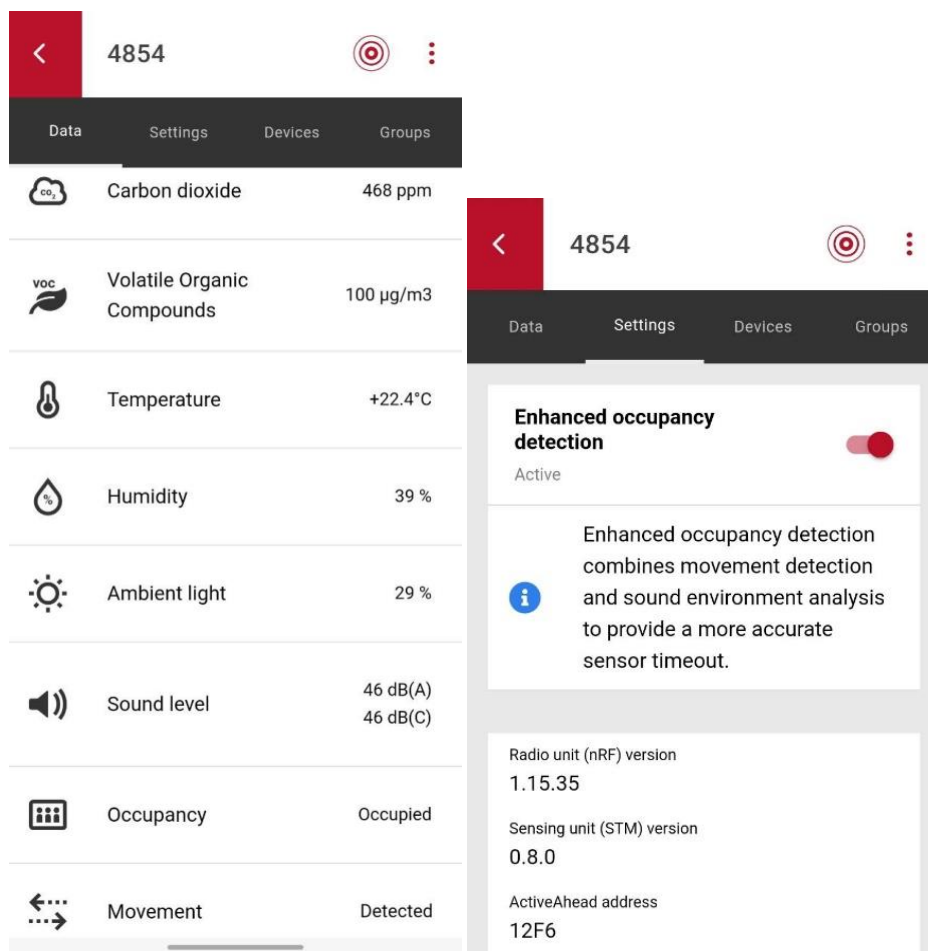 4854
Data Settings Devices Groups
CO₂ Carbon dioxide 468 ppm
VOC Volatile Organic
Compounds 100 µg/m3
Temperature +22.4°C
% Humidity 39 %
Ambient light 29 %
Sound level 46 dB(A)
46 dB(C)
Occupancy Occupied
Movement Detected
4854
Data Settings Devices Groups
Enhanced occupancy
detection
Active
Enhanced occupancy detection
combines movement detection
and sound environment analysis
to provide a more accurate
sensor timeout.
Radio unit (nRF) version
1.15.35
Sensing unit (STM) version
0.8.0
ActiveAhead address
12F6